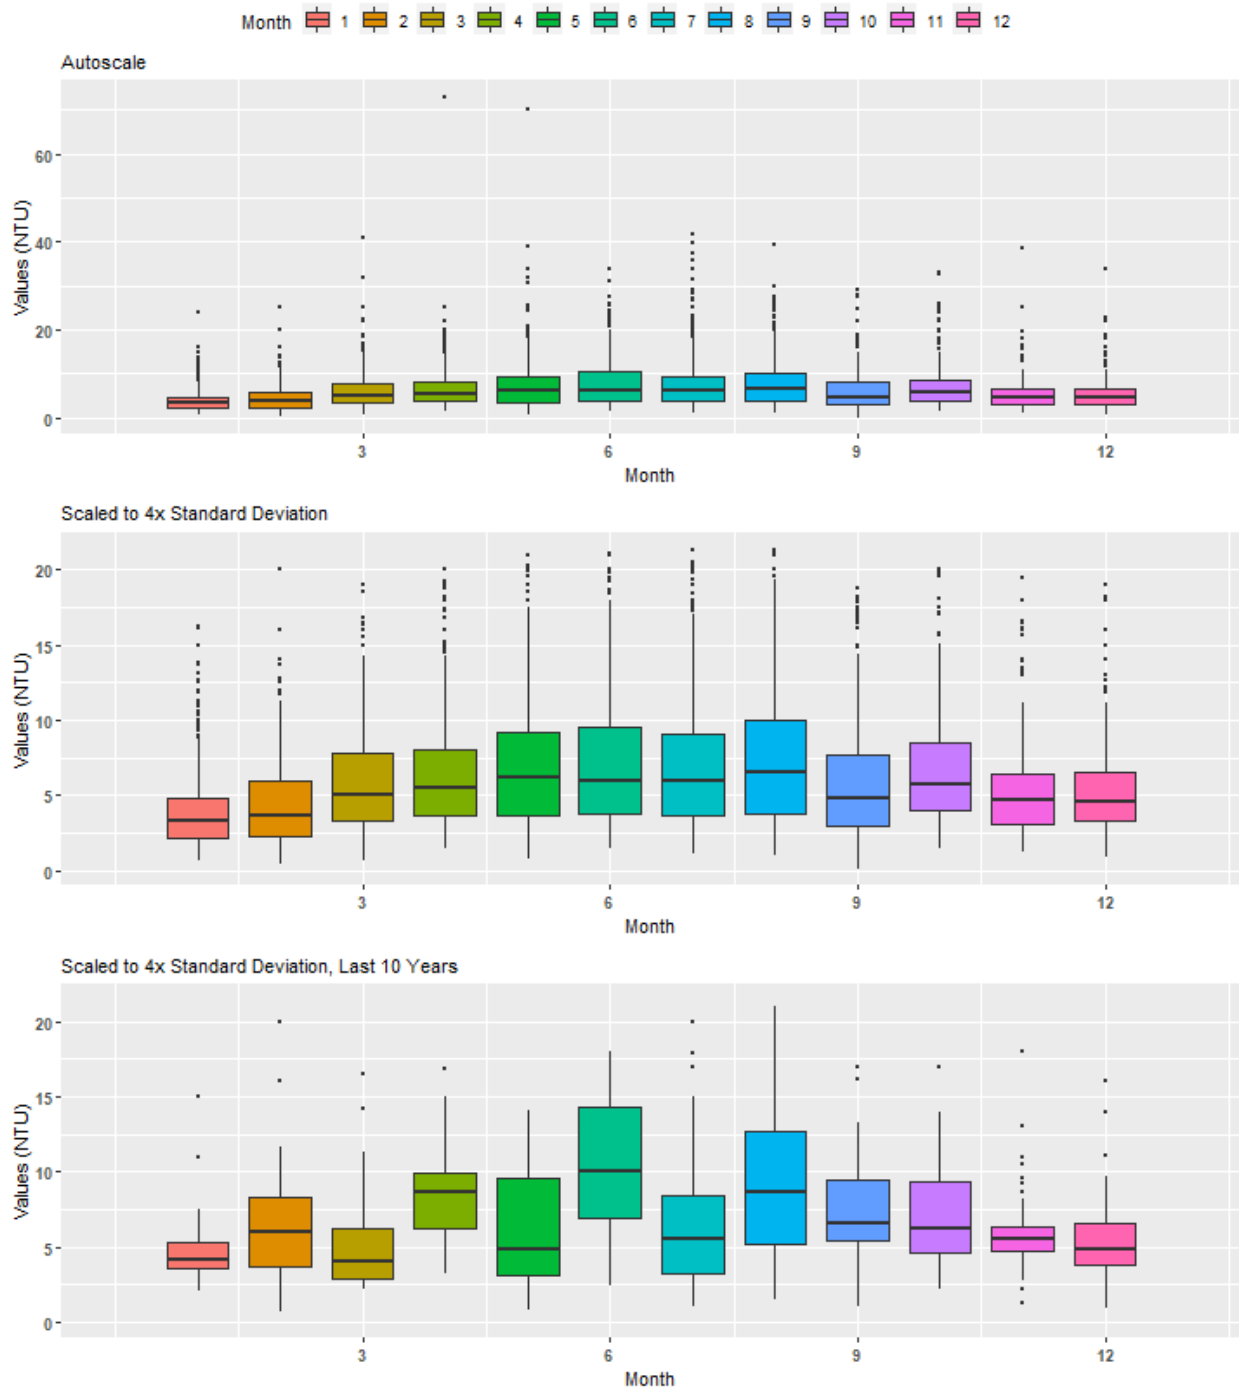 Month 1 2 3 4 5 6 7 8 9 10 11 12
Autoscale
Values (NTU)
60
40
20
0
3 6 9 12
Month
Scaled to 4x Standard Deviation
Values (NTU)
20
15
10
5
0
3 6 9 12
Month
Scaled to 4x Standard Deviation, Last 10 Years
Values (NTU)
20
15
10
5
0
3 6 9 12
Month